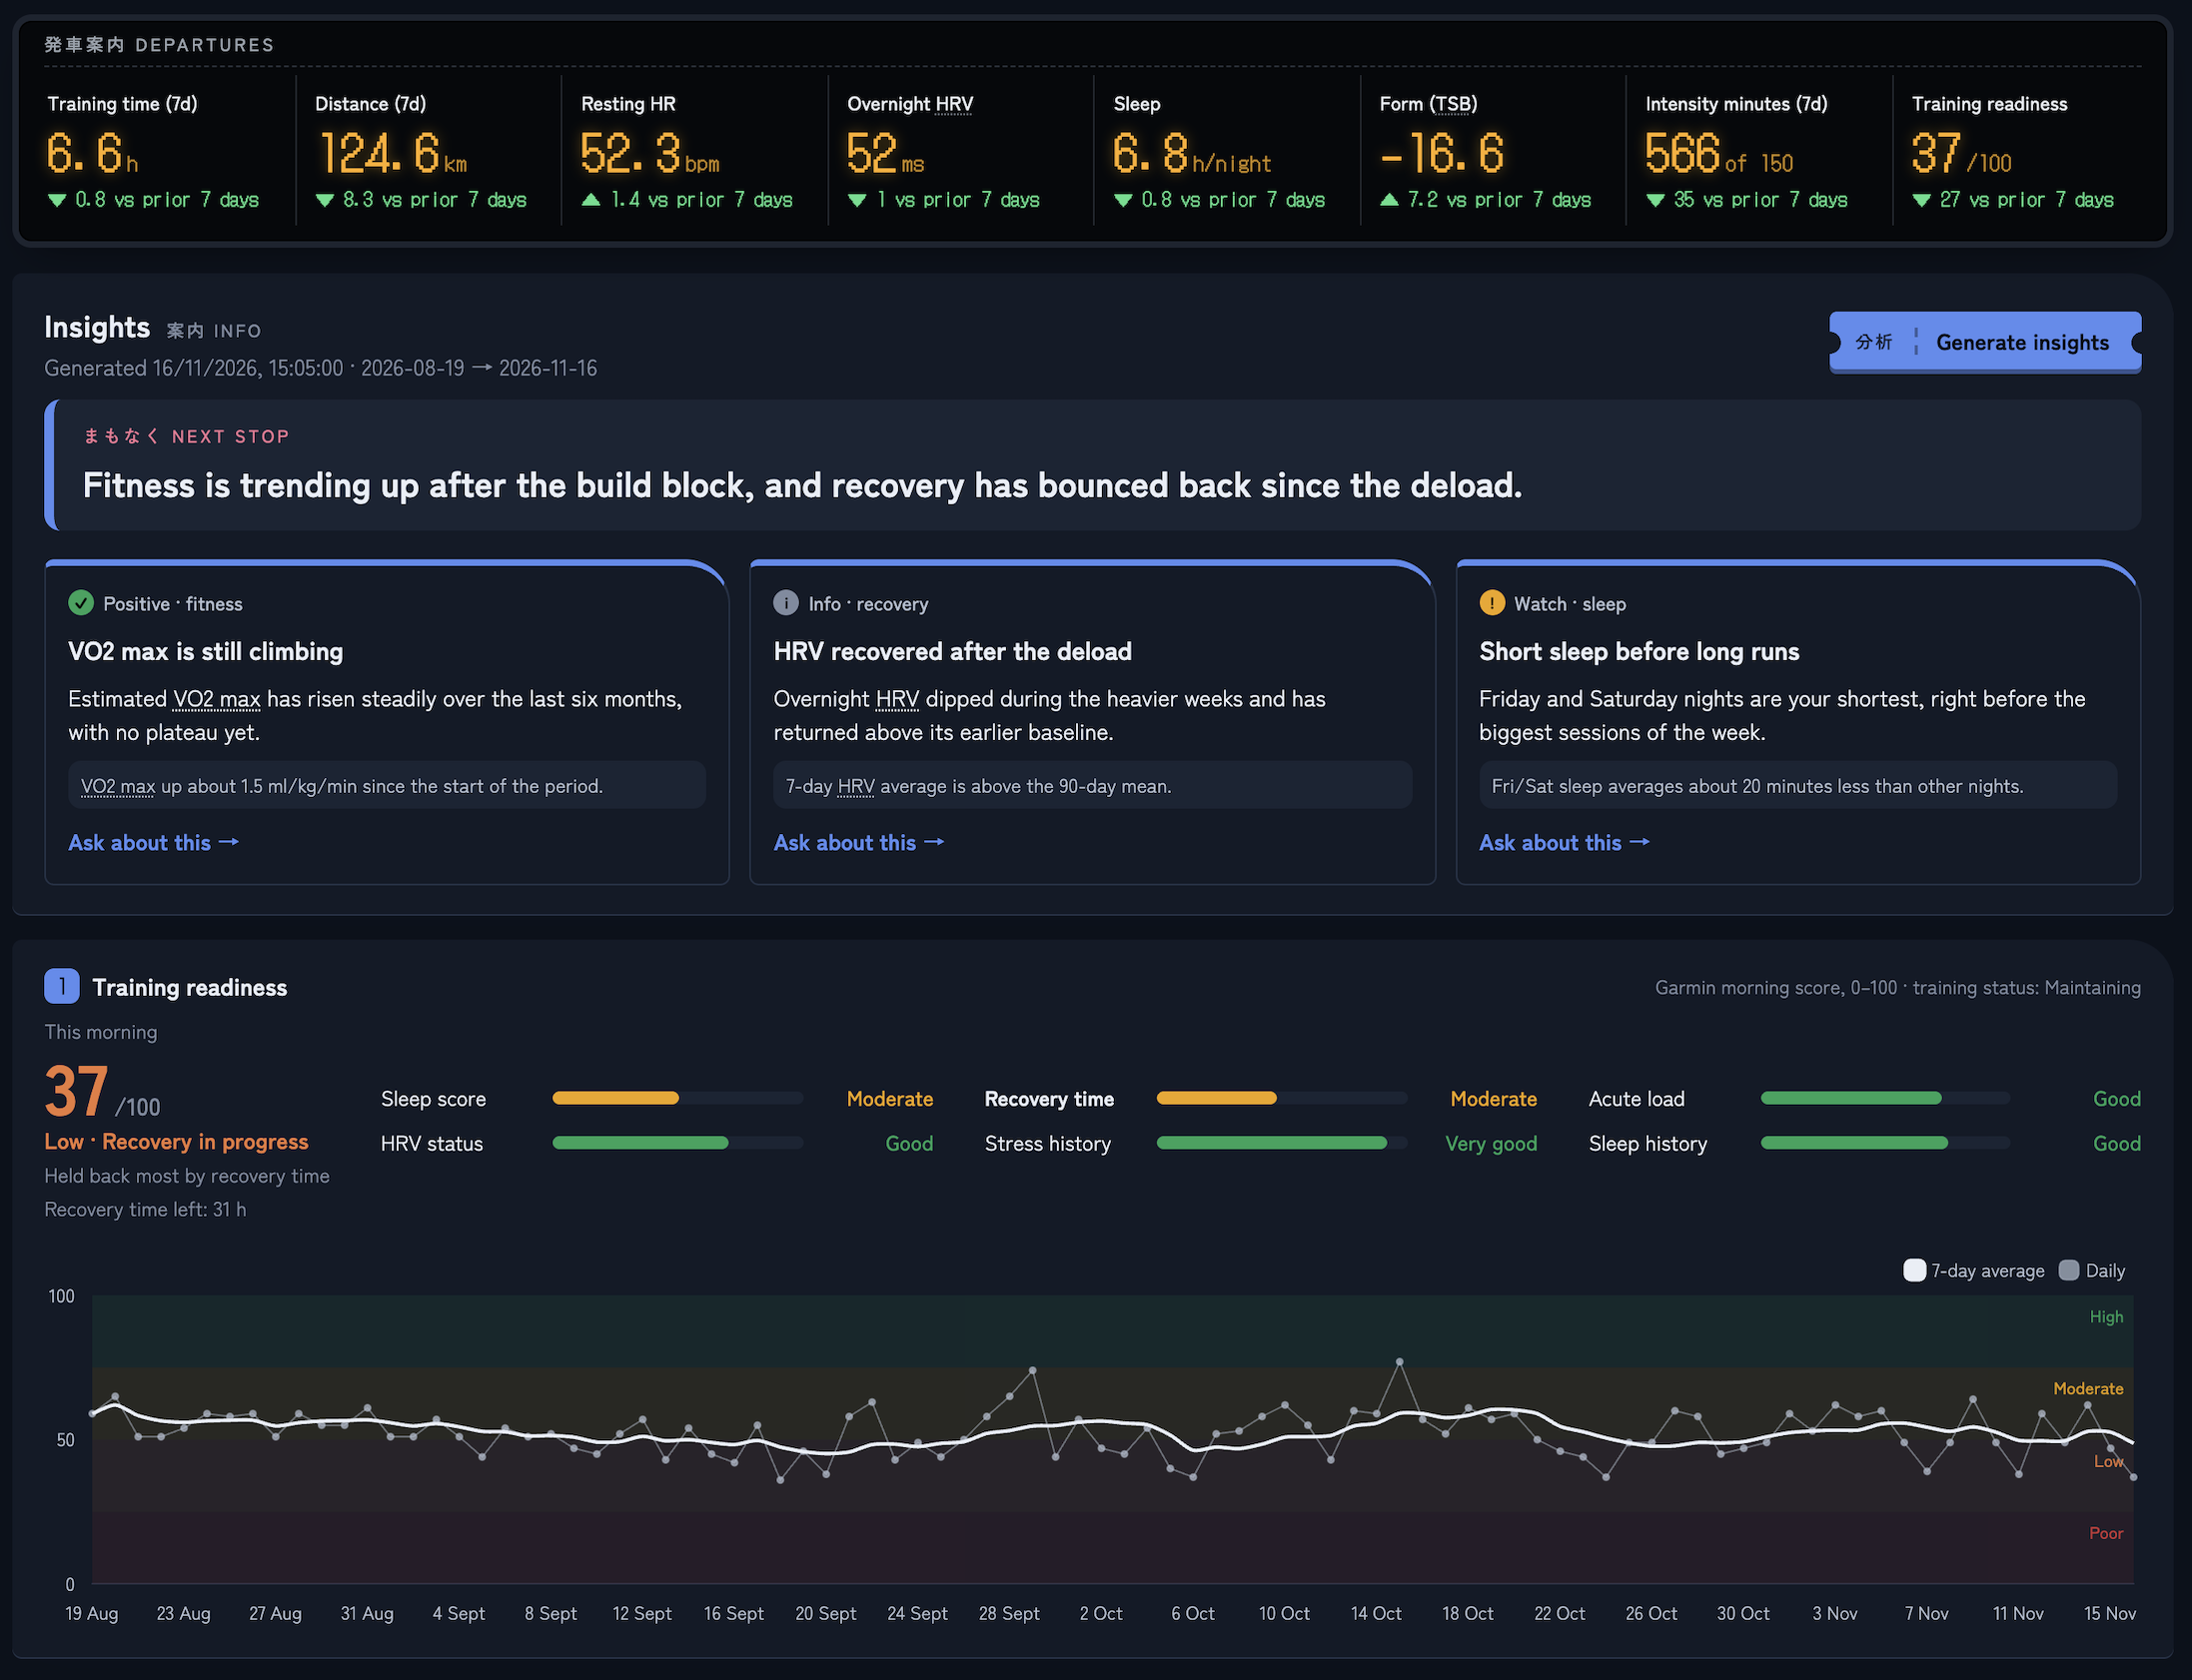 発車案内 DEPARTURES
Training time (7d)
6.6h
▼ 0.8 vs prior 7 days
Distance (7d)
124.6km
▼ 8.3 vs prior 7 days
Resting HR
52.3bpm
▲ 1.4 vs prior 7 days
Overnight HRV
52ms
▼ 1 vs prior 7 days
Sleep
6.8h/night
▼ 0.8 vs prior 7 days
Form (TSB)
-16.6
▲ 7.2 vs prior 7 days
Intensity minutes (7d)
566of 150
▼ 35 vs prior 7 days
Training readiness
37/100
▼ 27 vs prior 7 days
Insights 案内 INFO
Generated 16/11/2026, 15:05:00 · 2026-08-19 → 2026-11-16
分析 Generate insights
まもなく NEXT STOP
Fitness is trending up after the build block, and recovery has bounced back since the deload.
Positive · fitness
VO2 max is still climbing
Estimated VO2 max has risen steadily over the last six months,
with no plateau yet.
VO2 max up about 1.5 ml/kg/min since the start of the period.
Ask about this →
Info · recovery
HRV recovered after the deload
Overnight HRV dipped during the heavier weeks and has
returned above its earlier baseline.
7-day HRV average is above the 90-day mean.
Ask about this →
Watch · sleep
Short sleep before long runs
Friday and Saturday nights are your shortest, right before the
biggest sessions of the week.
Fri/Sat sleep averages about 20 minutes less than other nights.
Ask about this →
1 Training readiness
Garmin morning score, 0–100 · training status: Maintaining
This morning
37 /100
Low · Recovery in progress
Held back most by recovery time
Recovery time left: 31 h
Sleep score Moderate
HRV status Good
Recovery time Moderate
Stress history Very good
Acute load Good
Sleep history Good
7-day average Daily
100
50
0
High
Moderate
Low
Poor
19 Aug 23 Aug 27 Aug 31 Aug 4 Sept 8 Sept 12 Sept 16 Sept 20 Sept 24 Sept 28 Sept 2 Oct 6 Oct 10 Oct 14 Oct 18 Oct 22 Oct 26 Oct 30 Oct 3 Nov 7 Nov 11 Nov 15 Nov